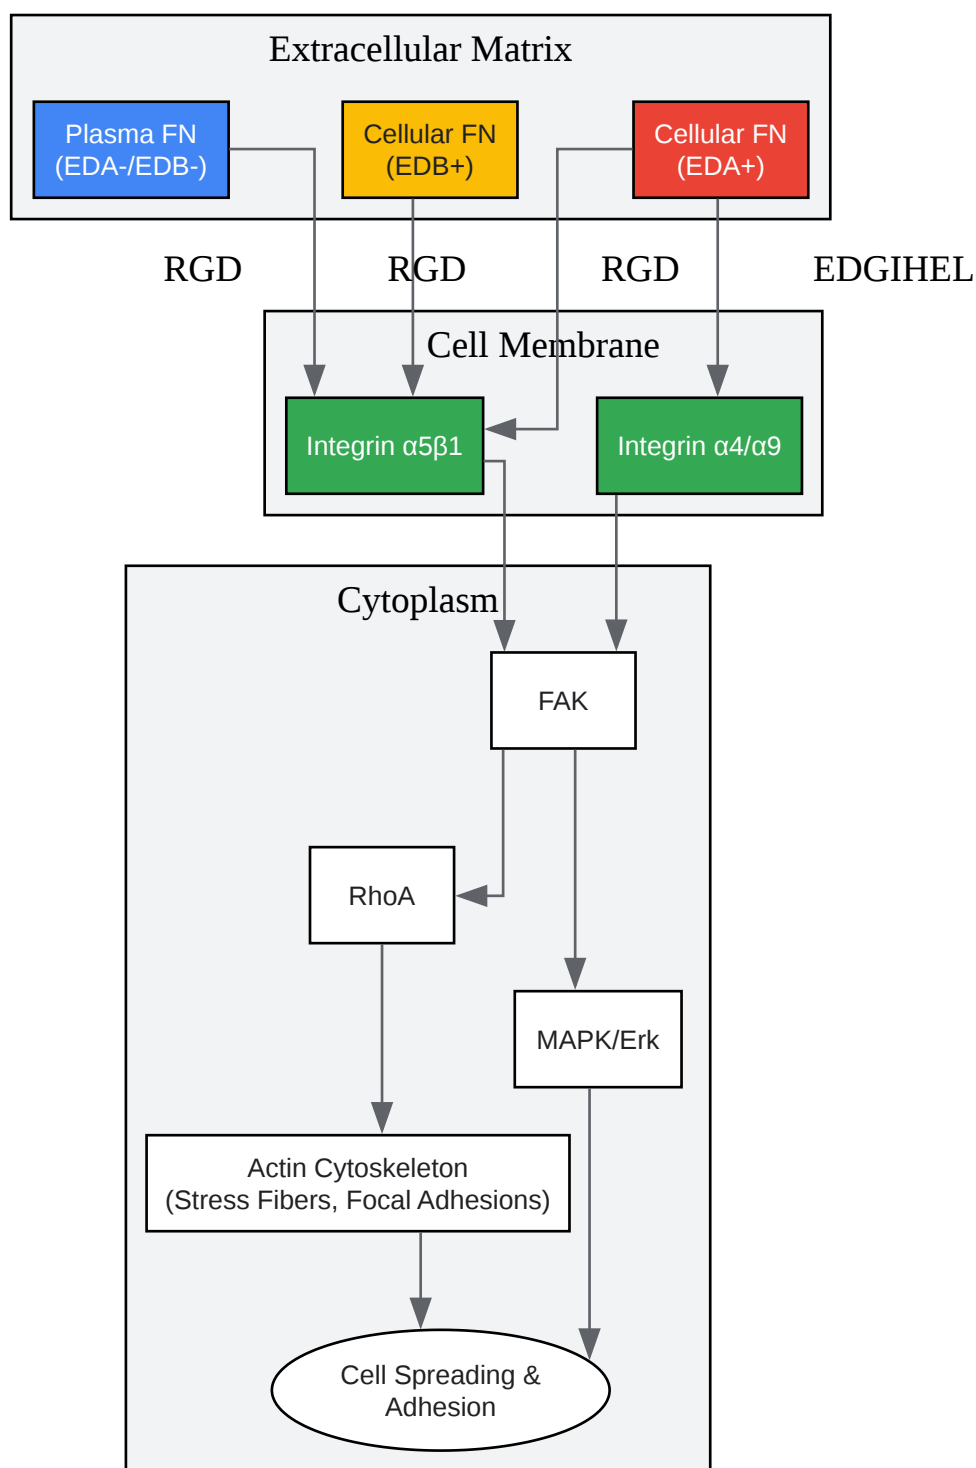 Extracellular Matrix
Plasma FN
(EDA-/EDB-)
Cellular FN
(EDB+)
Cellular FN
(EDA+)
RGD
RGD
RGD
EDGIHEL
Cell Membrane
Integrin α5β1
Integrin α4/α9
Cytoplasm
FAK
RhoA
MAPK/Erk
Actin Cytoskeleton
(Stress Fibers, Focal Adhesions)
Cell Spreading &
Adhesion